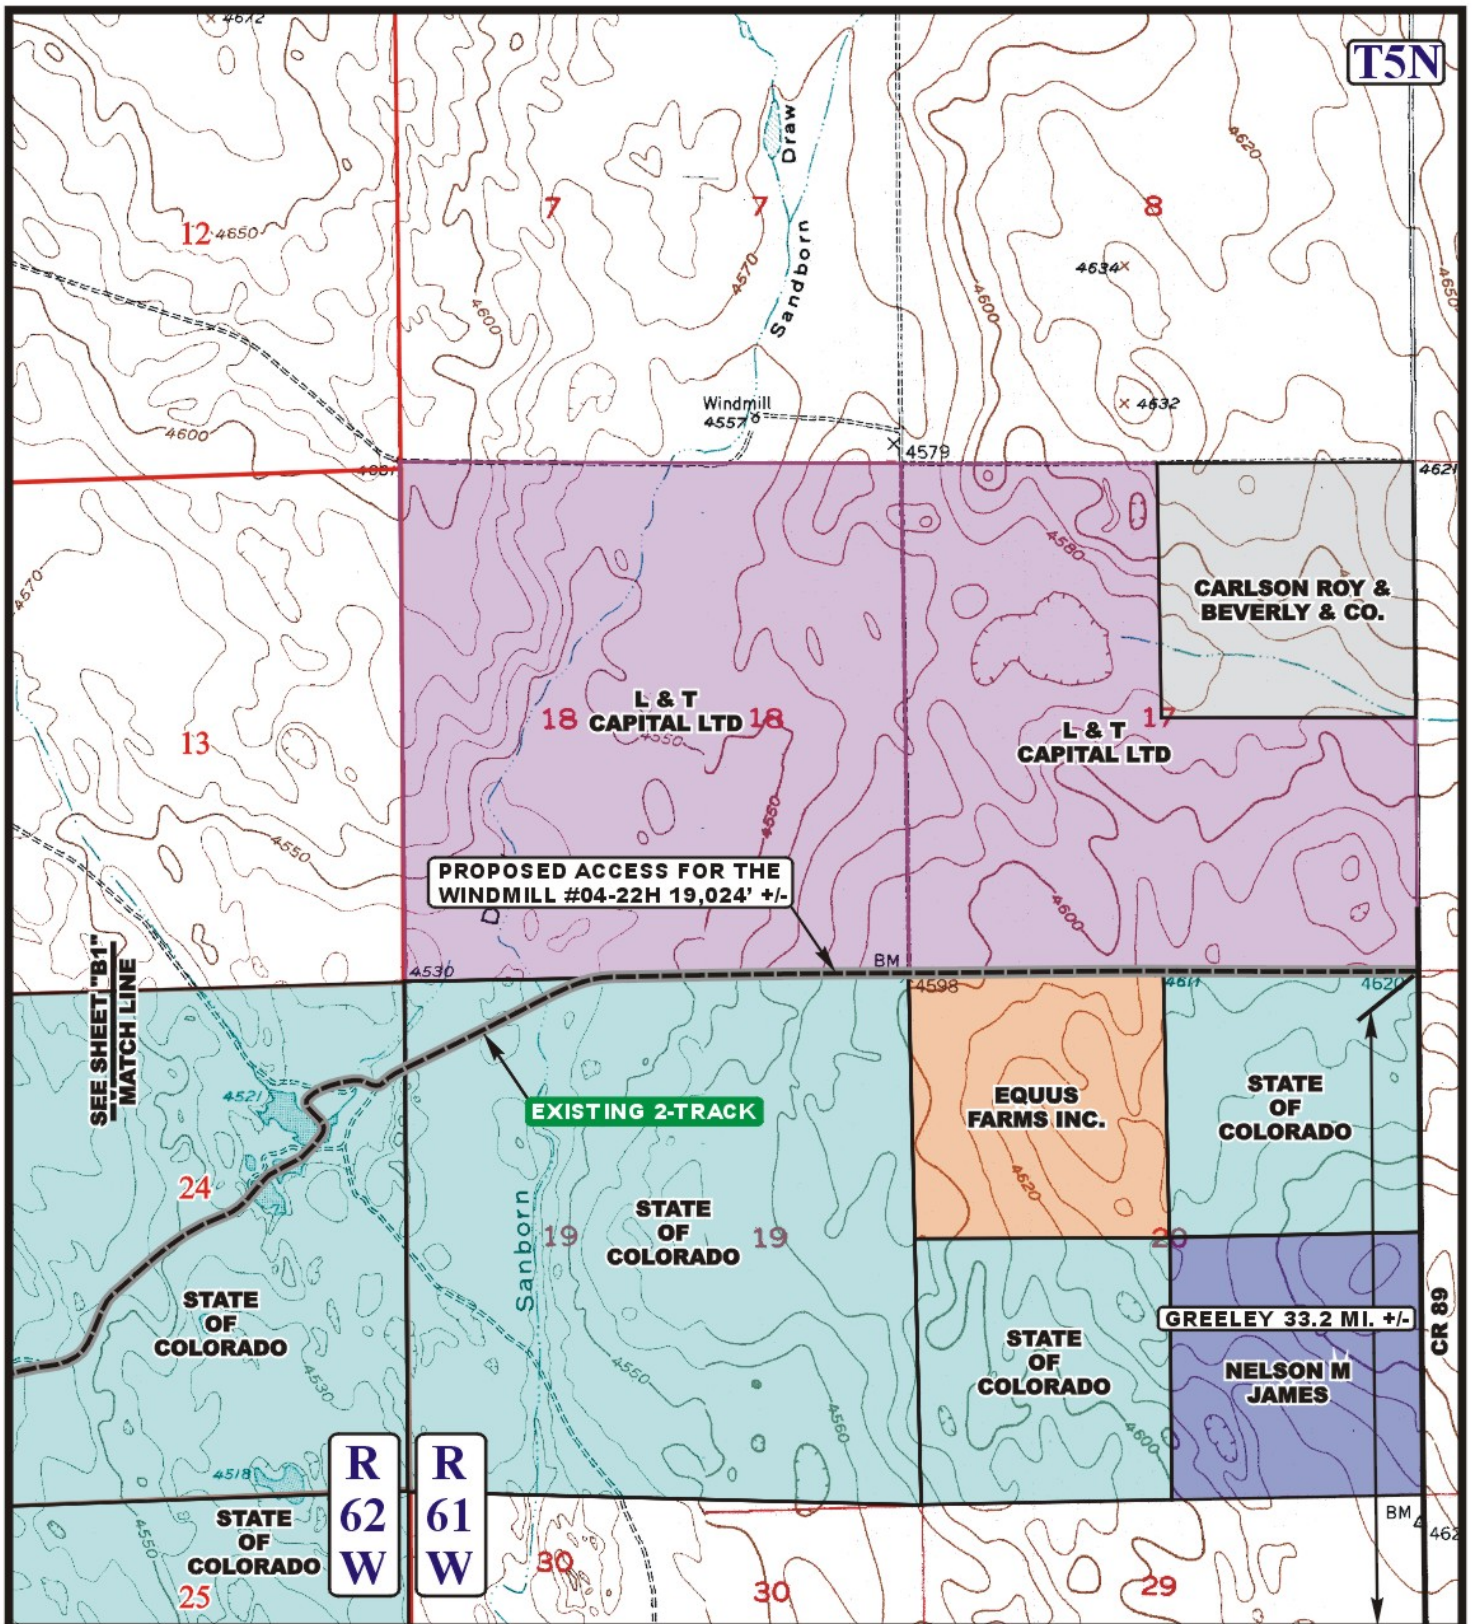 4672
T5N
Draw
4620
7
7
8
12
4650
Sandborn
4634
4570
4600
4650
Windmill
4557
4632
4600
4579
4621
4580
4570
CARLSON ROY &
BEVERLY & CO.
L & T
CAPITAL LTD
18
18
17
L & T
CAPITAL LTD
13
4550
4550
4550
PROPOSED ACCESS FOR THE
WINDMILL #04-22H 19,024' +/-
4600
D
SEE SHEET "B1"
MATCH LINE
4530
BM
4598
4611
4620
4521
EXISTING 2-TRACK
EQUUS
FARMS INC.
STATE
OF
COLORADO
24
4620
Sanborn
19
STATE
OF
COLORADO
19
20
STATE
OF
COLORADO
GREELEY 33.2 MI. +/-
CR 89
STATE
OF
COLORADO
NELSON M
JAMES
4530
4550
4560
4600
4518
R
62
W
R
61
W
STATE
OF
COLORADO
4550
25
30
30
29
BM
462